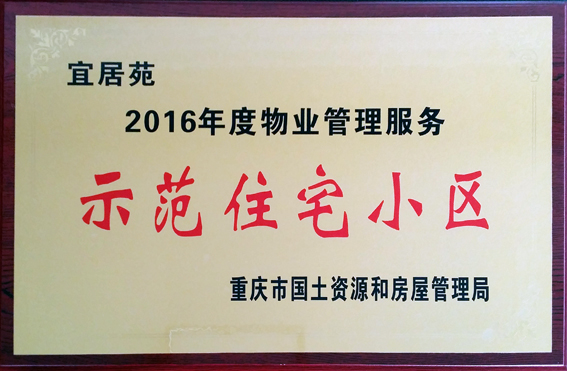 宜居苑
2016年度物业管理服务
示范住宅小区
重庆市国土资源和房屋管理局